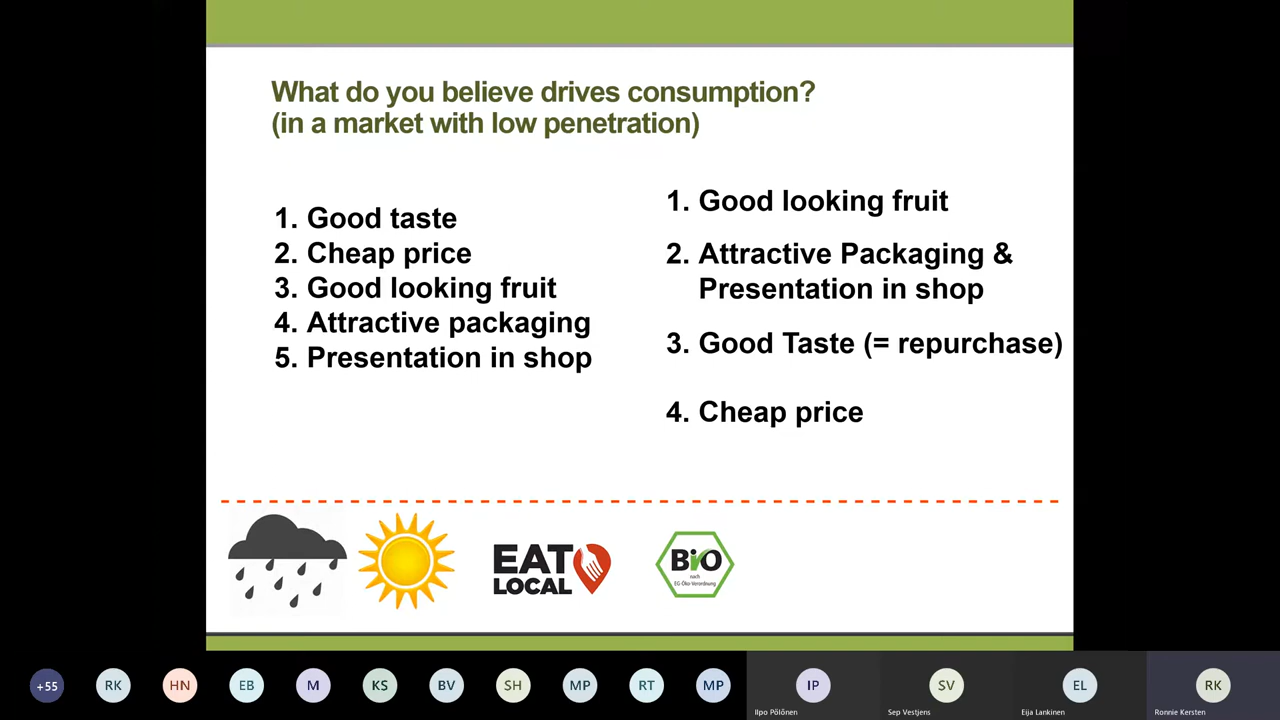 What do you believe drives consumption?
(in a market with low penetration)
1. Good taste
2. Cheap price
3. Good looking fruit
4. Attractive packaging
5. Presentation in shop
1. Good looking fruit
2. Attractive Packaging &
Presentation in shop
3. Good Taste (= repurchase)
4. Cheap price
EAT
LOCAL
BiO
nach
EG-Öko-Verordnung
+55
RK
HN
EB
M
KS
BV
SH
MP
RT
MP
IP
SV
EL
RK
Ilpo Pölönen
Sep Vestjens
Eija Lankinen
Ronnie Kersten